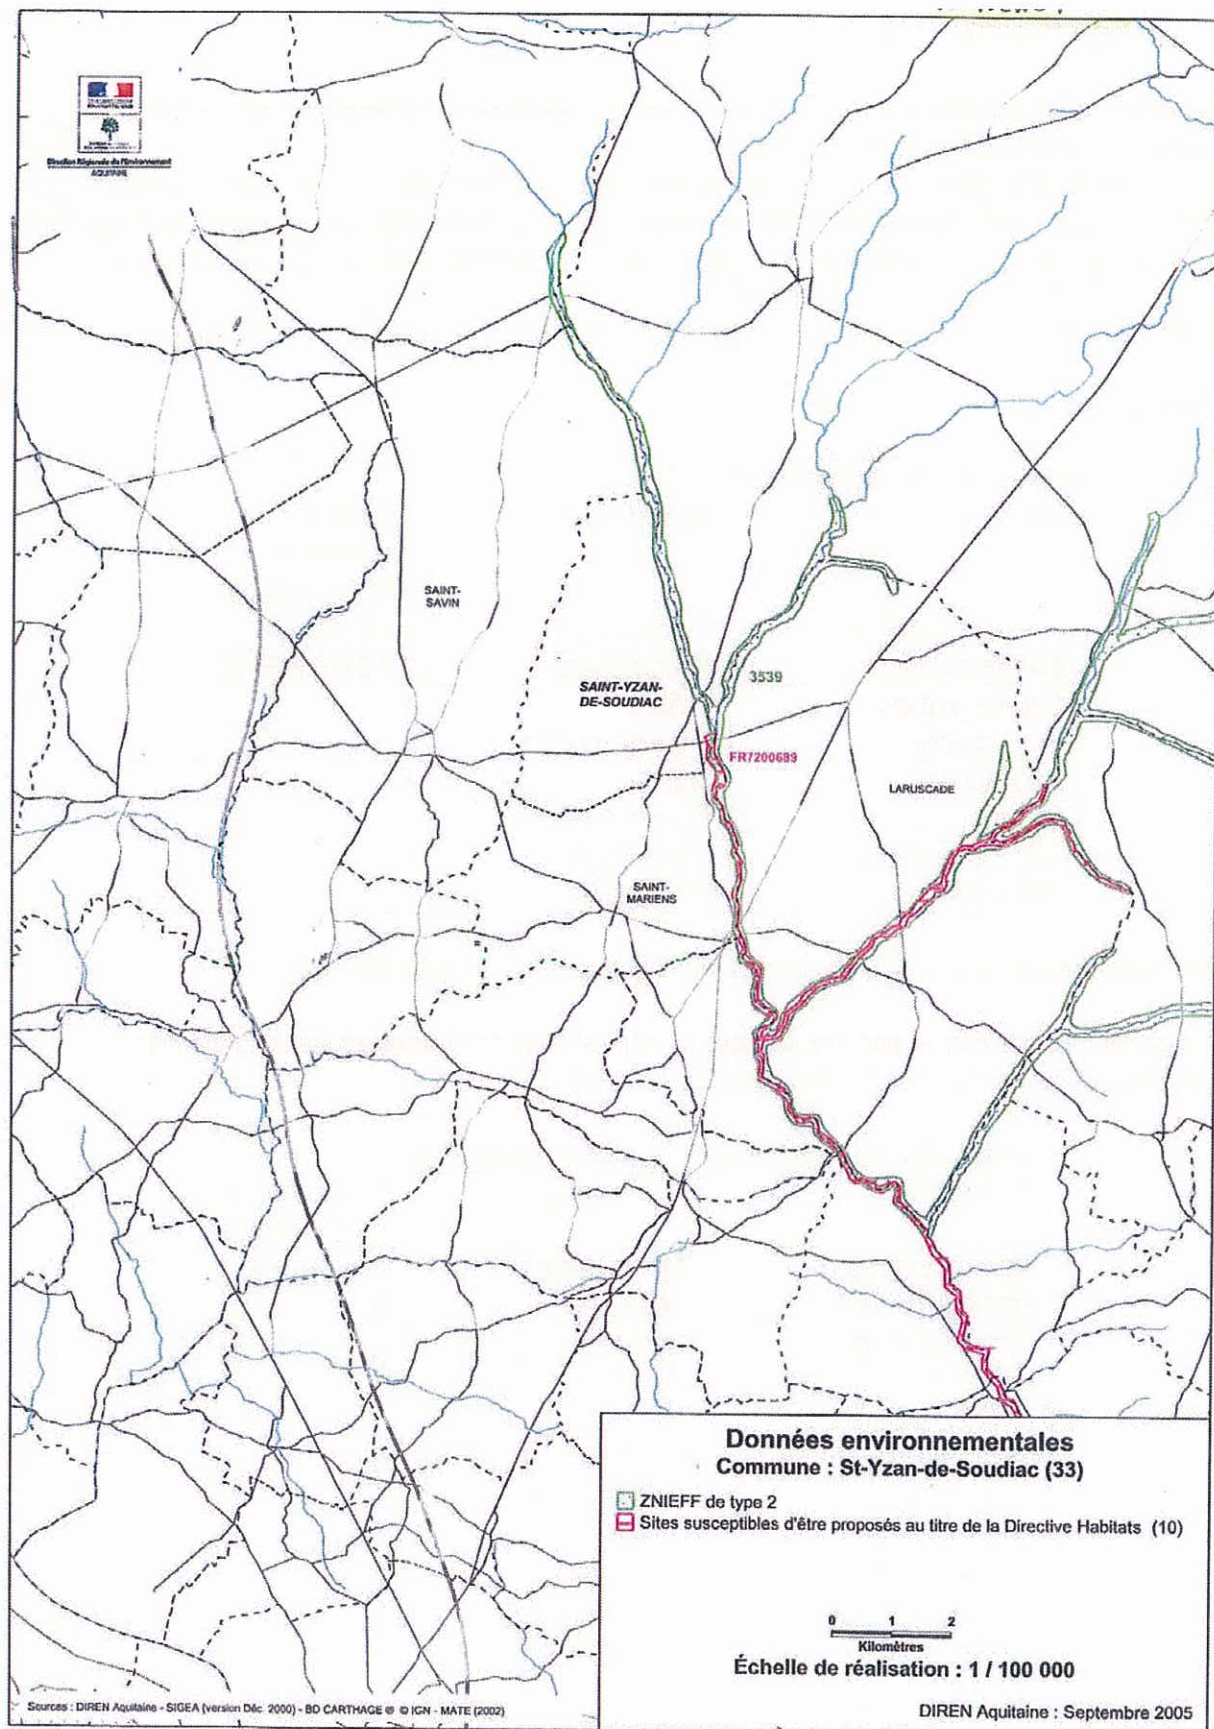 Direction Régionale de l'Environnement
AQUITAINE
SAINT-
SAVIN
SAINT-YZAN-
DE-SOUDIAC
3539
FR7200689
LARUSCADE
SAINT-
MARIENS
Données environnementales
Commune : St-Yzan-de-Soudiac (33)
ZNIEFF de type 2
Sites susceptibles d'être proposés au titre de la Directive Habitats (10)
0 1 2
Kilomètres
Échelle de réalisation : 1 / 100 000
Sources : DIREN Aquitaine - SIGEA (version Déc. 2000) - BD CARTHAGE ® © IGN - MATE (2002)
DIREN Aquitaine : Septembre 2005